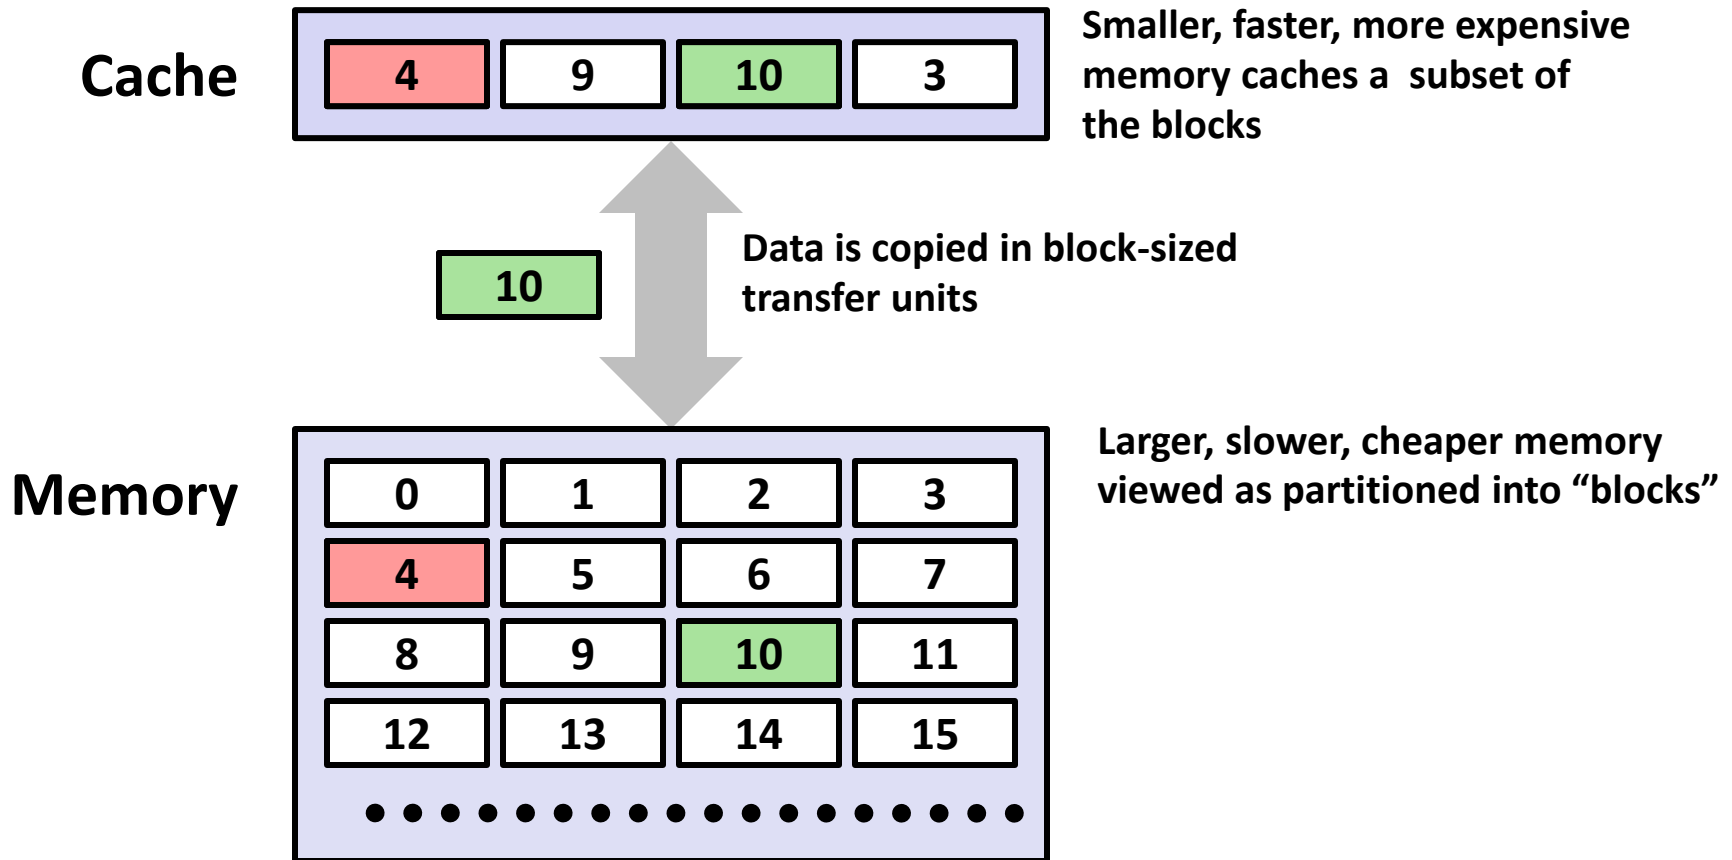 Cache
4 9 10 3
Smaller, faster, more expensive
memory caches a subset of
the blocks
10
Data is copied in block-sized
transfer units
Memory
0 1 2 3
4 5 6 7
8 9 10 11
12 13 14 15
Larger, slower, cheaper memory
viewed as partitioned into “blocks”